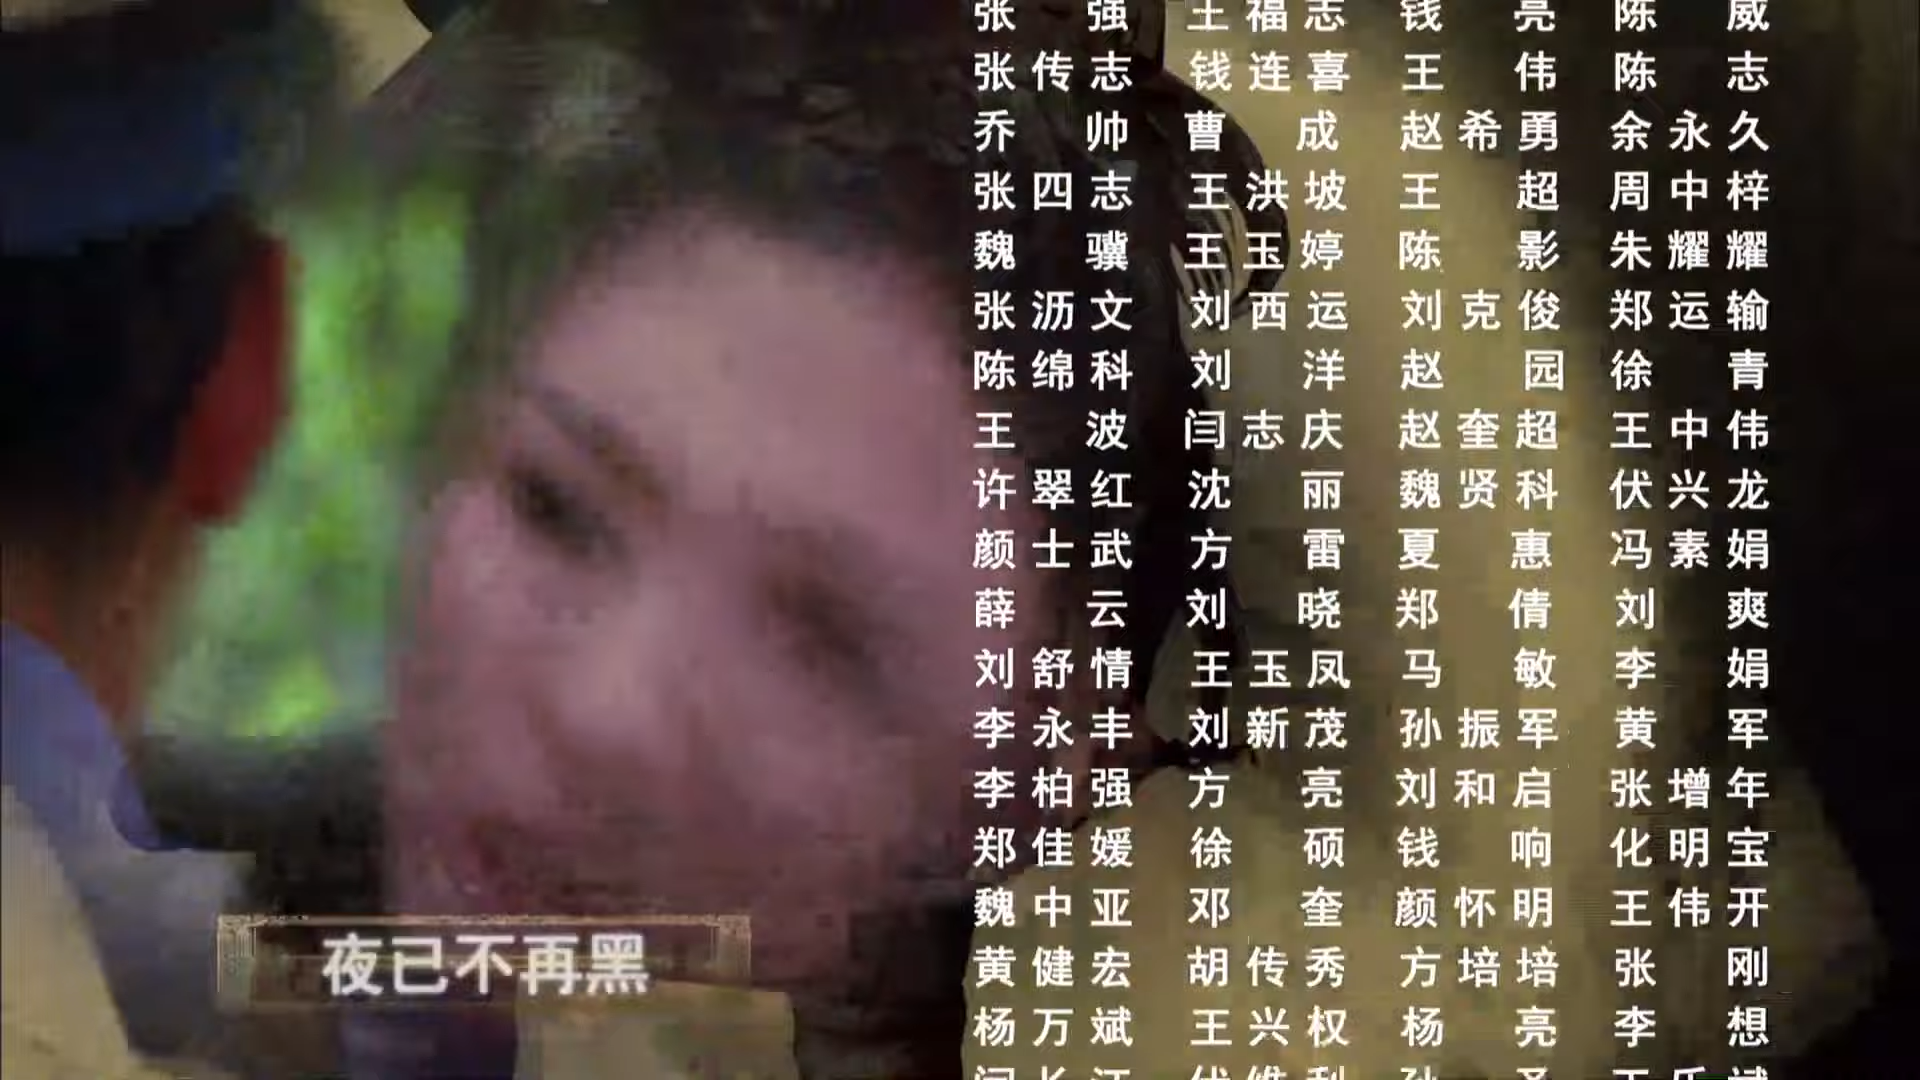 张强 王福志 钱亮 陈威
张传志 钱连喜 王伟 陈志
乔帅 曹成 赵希勇 余永久
张四志 王洪坡 王超 周中梓
魏骥 王玉婷 陈影 朱耀耀
张沥文 刘西运 刘克俊 郑运输
陈绵科 刘洋 赵园 徐青
王波 闫志庆 赵奎超 王中伟
许翠红 沈丽 魏贤科 伏兴龙
颜士武 方雷 夏惠 冯素娟
薛云 刘晓 郑倩 刘爽
刘舒情 王玉凤 马敏 李娟
李永丰 刘新茂 孙振军 黄军
李柏强 方亮 刘和启 张增年
郑佳媛 徐硕 钱响 化明宝
魏中亚 邓奎 颜怀明 王伟开
黄健宏 胡传秀 方培培 张刚
杨万斌 王兴权 杨亮 李想
夜已不再黑